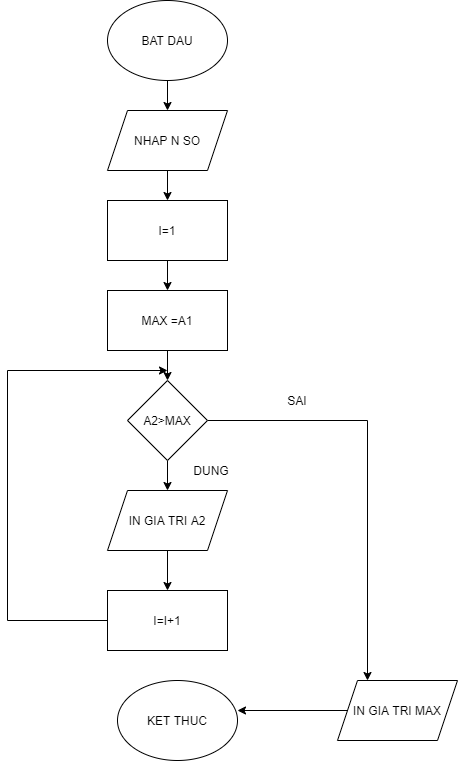 BAT DAU
NHAP N SO
I=1
MAX =A1
A2>MAX
SAI
DUNG
IN GIA TRI A2
I=I+1
IN GIA TRI MAX
KET THUC